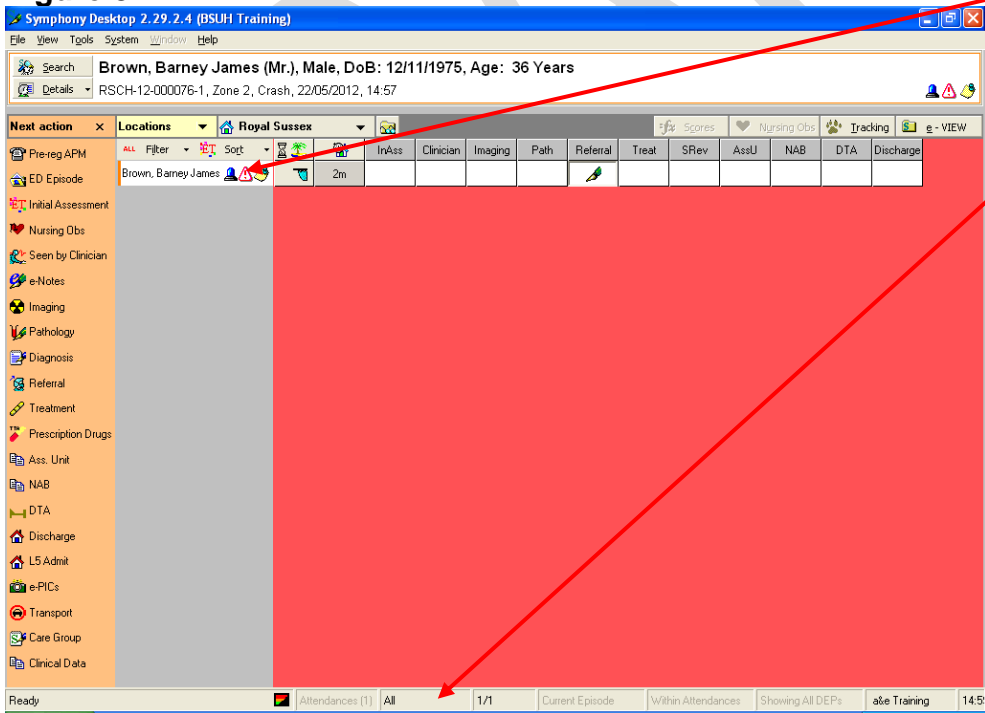 Symphony Desktop 2.29.2.4 (BSUH Training)
File View Tools System Window Help
Search Brown, Barney James (Mr.), Male, DoB: 12/11/1975, Age: 36 Years
Details RSCH-12-000076-1, Zone 2, Crash, 22/05/2012, 14:57
Next action x Locations Royal Sussex Scores Nursing Obs Tracking e - VIEW
ALL Filter Sort InAss Clinician Imaging Path Referral Treat SRev AssU NAB DTA Discharge
Brown, Barney James 2m
Pre-reg APM
ED Episode
Initial Assessment
Nursing Obs
Seen by Clinician
e-Notes
Imaging
Pathology
Diagnosis
Referral
Treatment
Prescription Drugs
Ass. Unit
NAB
DTA
Discharge
L5 Admit
e-PICs
Transport
Care Group
Clinical Data
Ready Attendances (1) All 1/1 Current Episode Within Attendances Showing All DEPs a&e Training